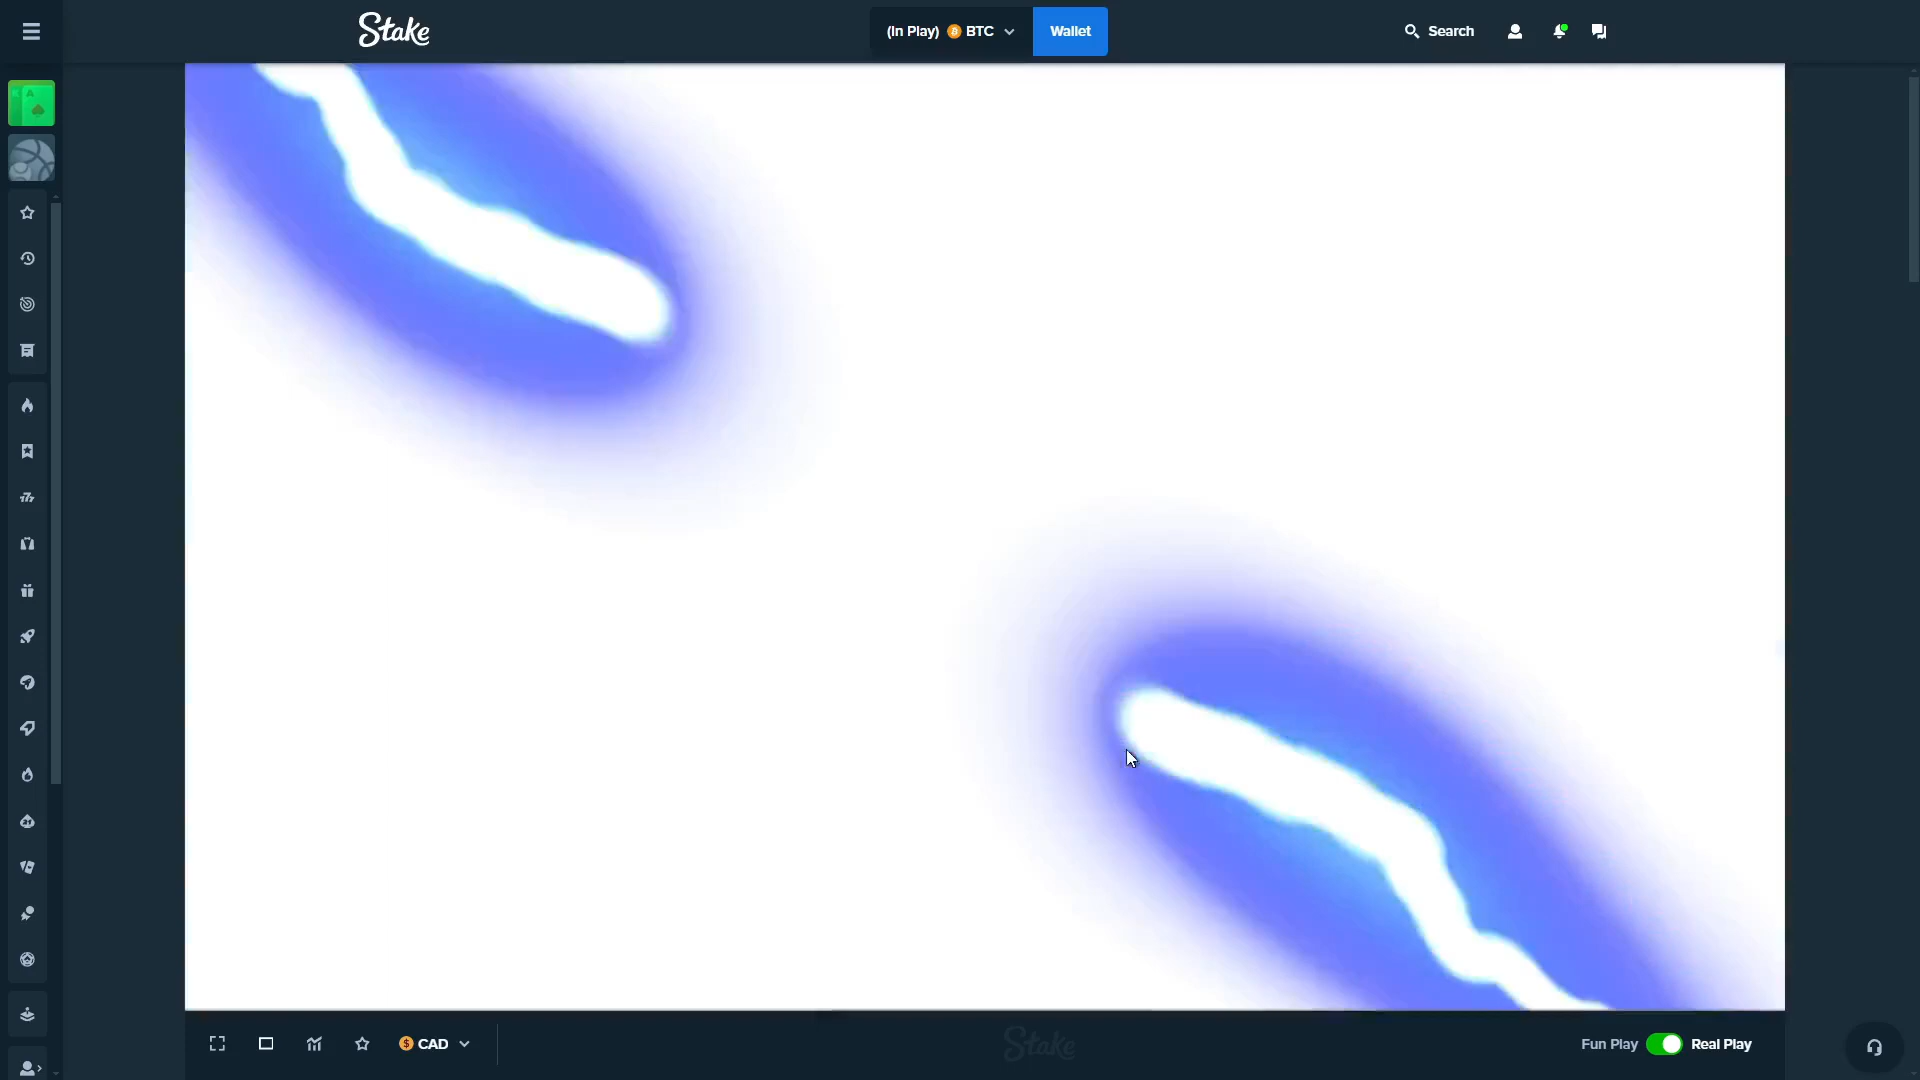 Stake
(In Play) BTC
Wallet
Search
CAD
Stake
Fun Play
Real Play